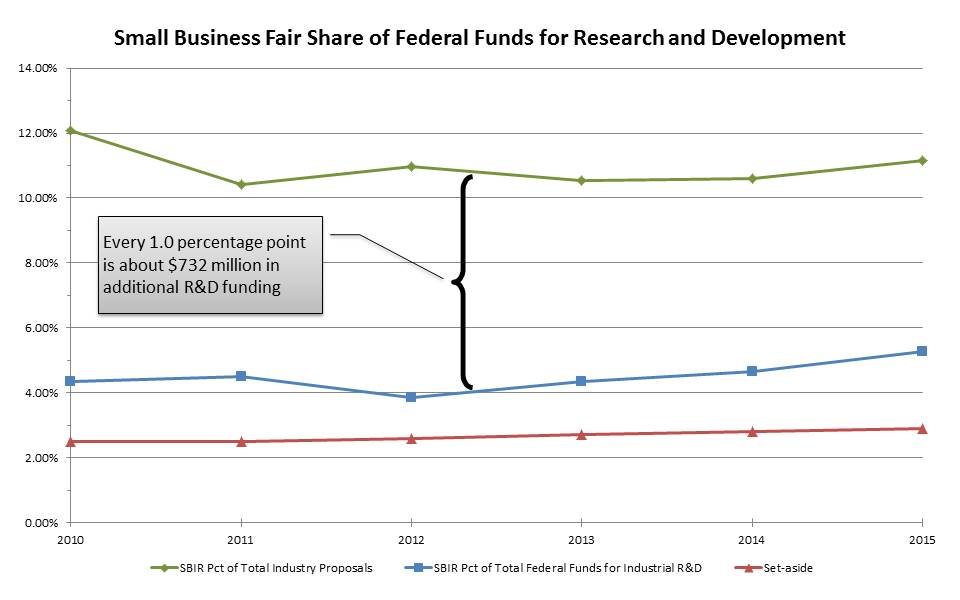 Small Business Fair Share of Federal Funds for Research and Development
14.00%
12.00%
10.00%
8.00%
6.00%
4.00%
2.00%
0.00%
Every 1.0 percentage point
is about $732 million in
additional R&D funding
2010 2011 2012 2013 2014 2015
SBIR Pct of Total Industry Proposals SBIR Pct of Total Federal Funds for Industrial R&D Set-aside